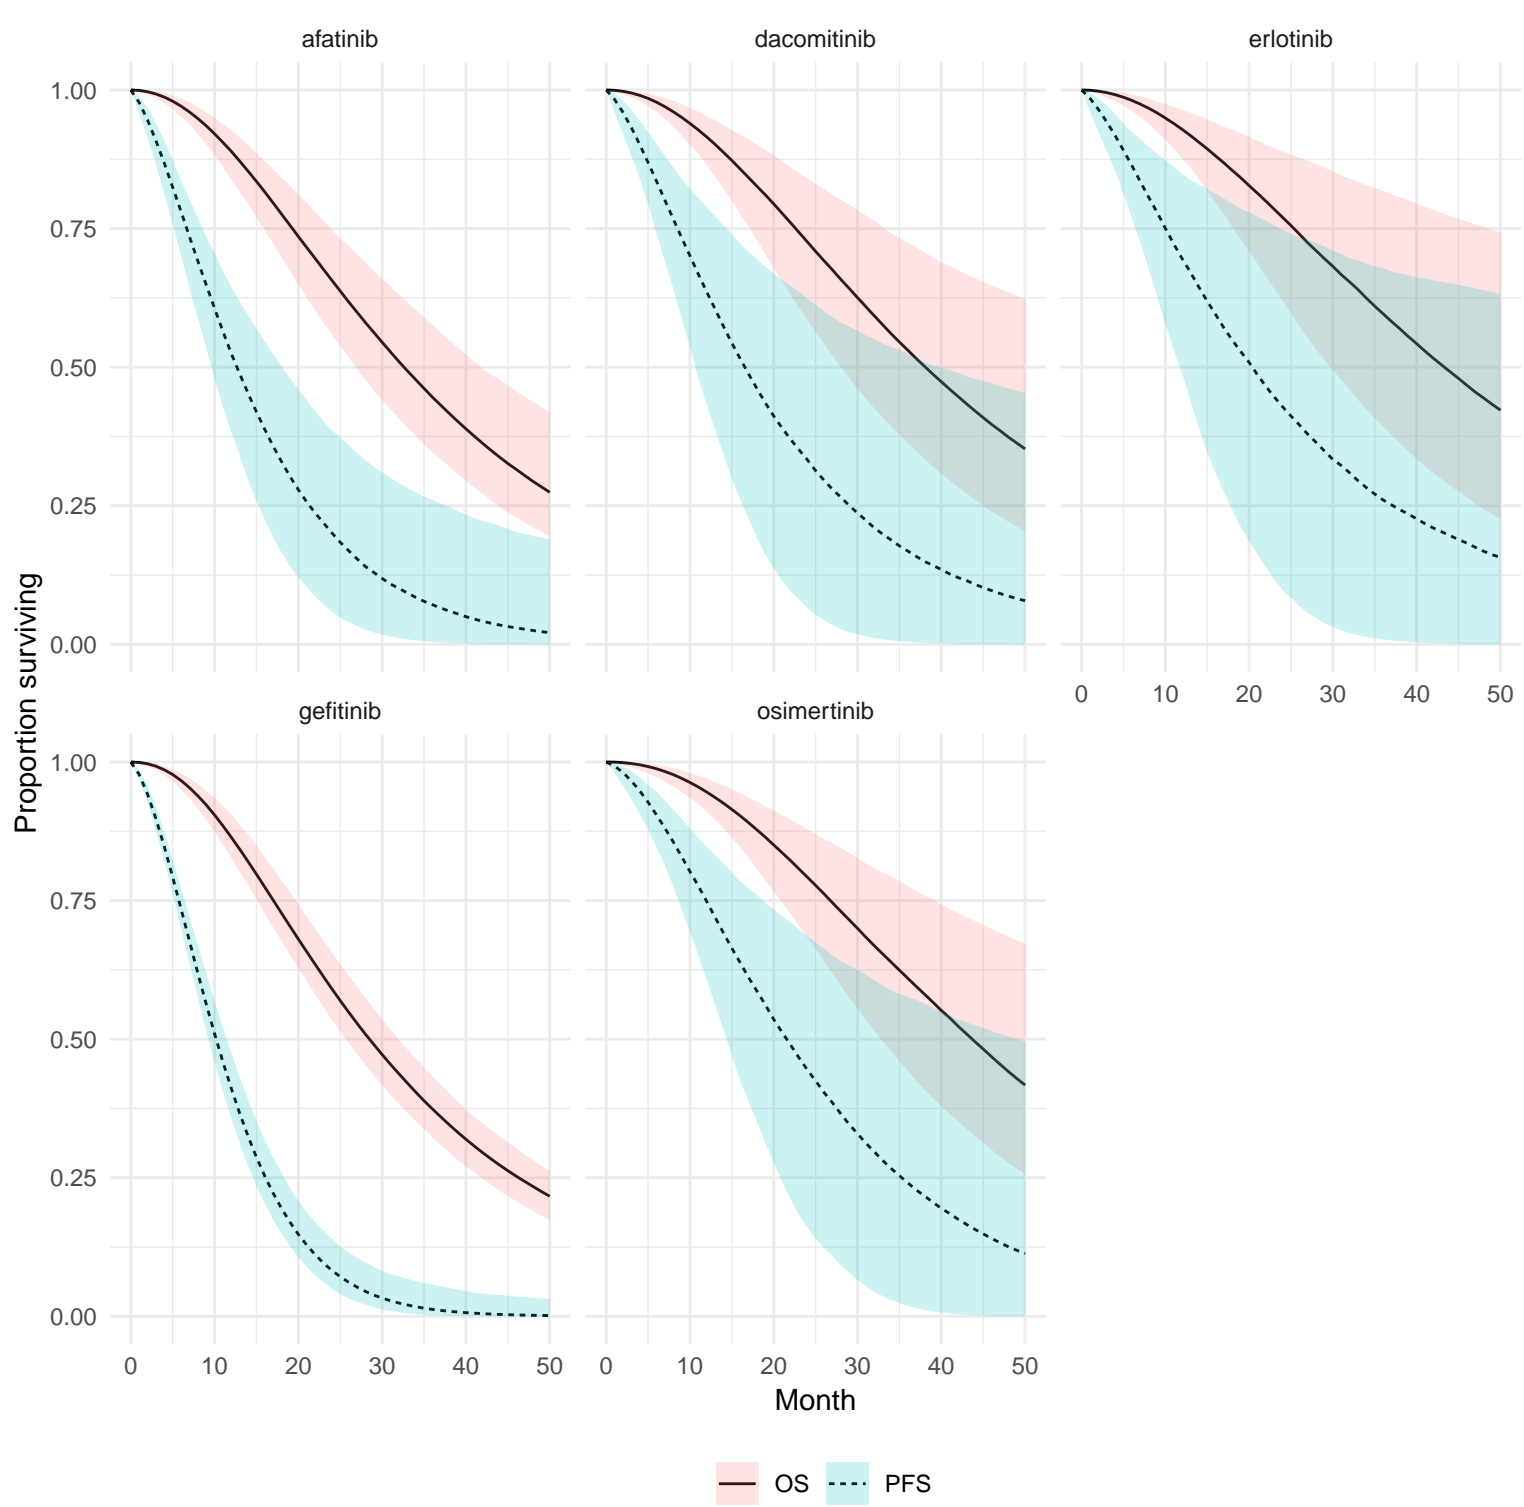 afatinib dacomitinib erlotinib
1.00
0.75
0.50
0.25
0.00
0 10 20 30 40 50
gefitinib osimertinib
Proportion surviving
1.00
0.75
0.50
0.25
0.00
0 10 20 30 40 50 0 10 20 30 40 50
Month
OS PFS